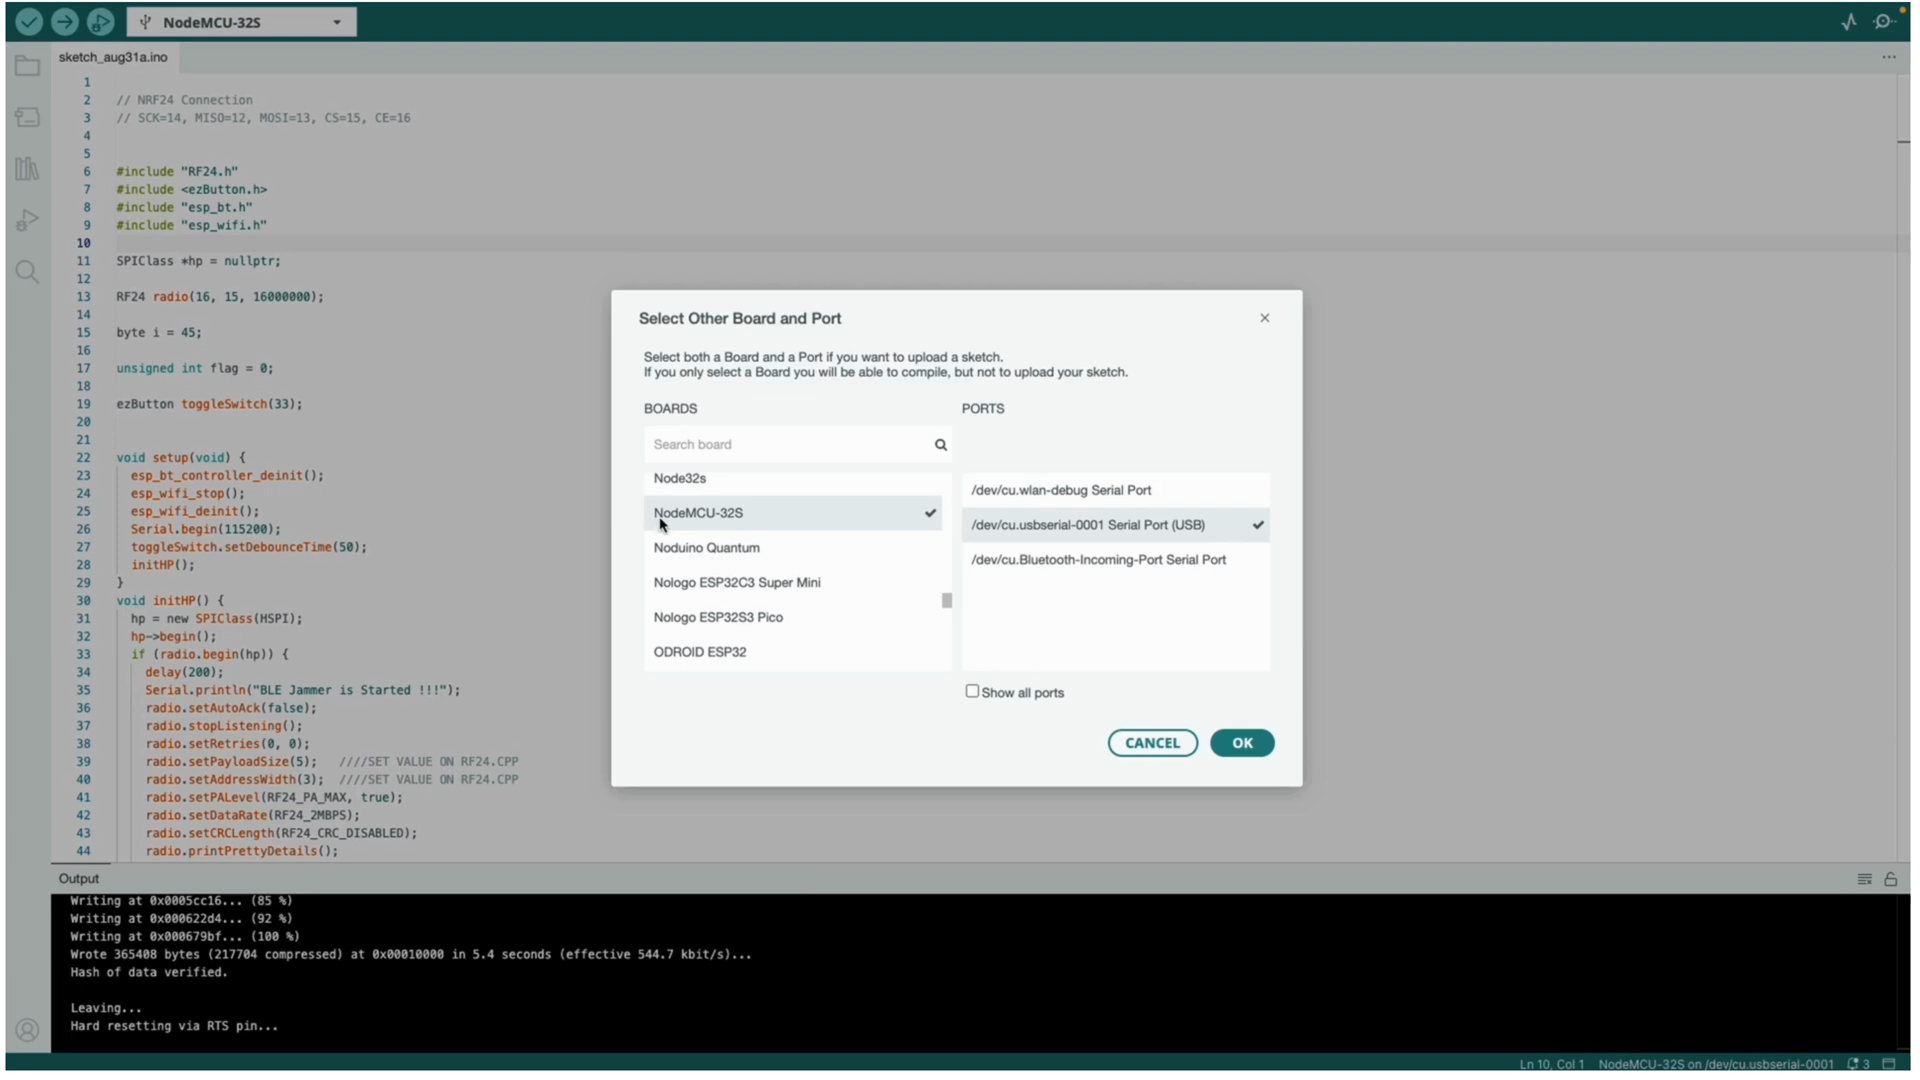 NodeMCU-32S
sketch_aug31a.ino
1
2 // NRF24 Connection
3 // SCK=14, MISO=12, MOSI=13, CS=15, CE=16
4
5
6 #include "RF24.h"
7 #include <ezButton.h>
8 #include "esp_bt.h"
9 #include "esp_wifi.h"
10
11 SPIClass *hp = nullptr;
12
13 RF24 radio(16, 15, 16000000);
14
15 byte i = 45;
16
17 unsigned int flag = 0;
18
19 ezButton toggleSwitch(33);
20
21
22 void setup(void) {
23 esp_bt_controller_deinit();
24 esp_wifi_stop();
25 esp_wifi_deinit();
26 Serial.begin(115200);
27 toggleSwitch.setDebounceTime(50);
28 initHP();
29 }
30 void initHP() {
31 hp = new SPIClass(HSPI);
32 hp->begin();
33 if (radio.begin(hp)) {
34 delay(200);
35 Serial.println("BLE Jammer is Started !!!");
36 radio.setAutoAck(false);
37 radio.stopListening();
38 radio.setRetries(0, 0);
39 radio.setPayloadSize(5); ////SET VALUE ON RF24.CPP
40 radio.setAddressWidth(3); ////SET VALUE ON RF24.CPP
41 radio.setPALevel(RF24_PA_MAX, true);
42 radio.setDataRate(RF24_2MBPS);
43 radio.setCRCLength(RF24_CRC_DISABLED);
44 radio.printPrettyDetails();
Select Other Board and Port
Select both a Board and a Port if you want to upload a sketch.
If you only select a Board you will be able to compile, but not to upload your sketch.
BOARDS
Search board
Node32s
NodeMCU-32S
Noduino Quantum
Nologo ESP32C3 Super Mini
Nologo ESP32S3 Pico
ODROID ESP32
PORTS
/dev/cu.wlan-debug Serial Port
/dev/cu.usbserial-0001 Serial Port (USB)
/dev/cu.Bluetooth-Incoming-Port Serial Port
Show all ports
CANCEL
OK
Output
Writing at 0x0005cc16... (85 %)
Writing at 0x000622d4... (92 %)
Writing at 0x000679bf... (100 %)
Wrote 365408 bytes (217704 compressed) at 0x00010000 in 5.4 seconds (effective 544.7 kbit/s)...
Hash of data verified.
Leaving...
Hard resetting via RTS pin...
Ln 10, Col 1 NodeMCU-32S on /dev/cu.usbserial-0001 3